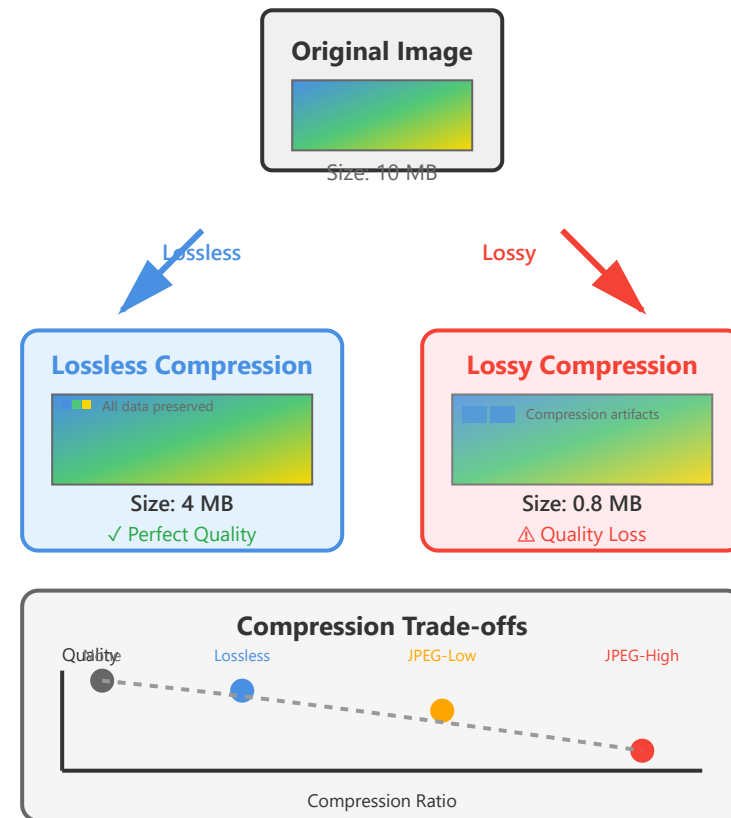 Original Image
Size: 10 MB
Lossless
Lossy
Lossless Compression
Lossy Compression
All data preserved
Compression artifacts
Size: 4 MB
Size: 0.8 MB
✓ Perfect Quality
⚠ Quality Loss
Compression Trade-offs
Quality
None
Lossless
JPEG-Low
JPEG-High
Compression Ratio